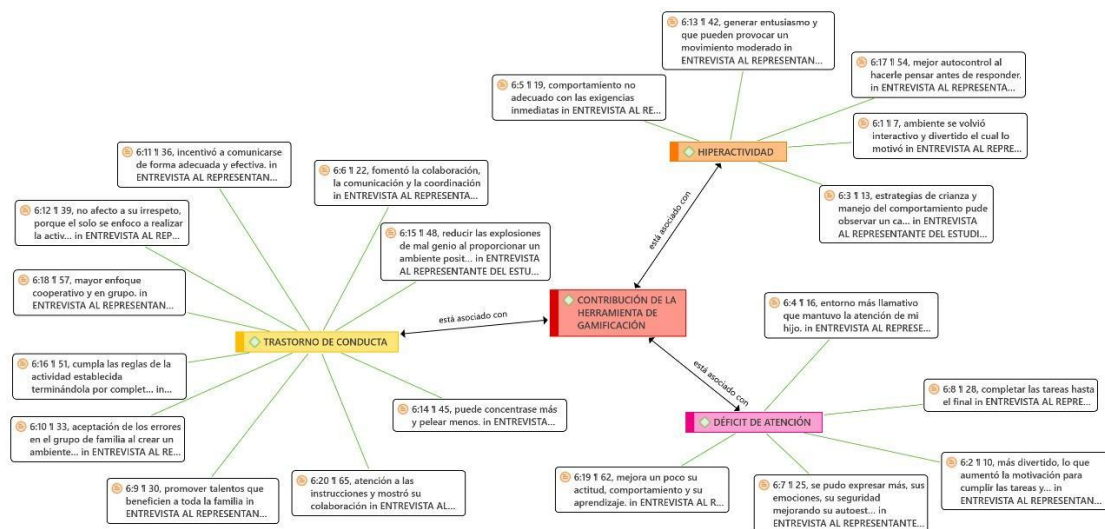 6:13 ¶ 42, generar entusiasmo y
que pueden provocar un
movimiento moderado in
ENTREVISTA AL REPRESENTAN...
6:17 ¶ 54, mejor autocontrol al
hacerle pensar antes de responder.
in ENTREVISTA AL REPRESENTA...
6:5 ¶ 19, comportamiento no
adecuado con las exigencias
inmediatas in ENTREVISTA AL RE...
6:1 ¶ 7, ambiente se volvió
interactivo y divertido el cual lo
motivó in ENTREVISTA AL REPRE...
HIPERACTIVIDAD
6:3 ¶ 13, estrategias de crianza y
manejo del comportamiento pude
observar un ca... in ENTREVISTA
AL REPRESENTANTE DEL ESTUDI...
está asociado con
6:11 ¶ 36, incentivó a comunicarse
de forma adecuada y efectiva. in
ENTREVISTA AL REPRESENTAN...
6:6 ¶ 22, fomentó la colaboración,
la comunicación y la coordinación
in ENTREVISTA AL REPRESENTA...
6:12 ¶ 39, no afecto a su irrespeto,
porque el solo se enfoco a realizar
la activ... in ENTREVISTA AL REP...
6:15 ¶ 48, reducir las explosiones
de mal genio al proporcionar un
ambiente posit... in ENTREVISTA
AL REPRESENTANTE DEL ESTU...
6:18 ¶ 57, mayor enfoque
cooperativo y en grupo. in
ENTREVISTA AL REPRESENTAN...
CONTRIBUCIÓN DE LA
HERRAMIENTA DE
GAMIFICACIÓN
está asociado con
TRASTORNO DE CONDUCTA
6:4 ¶ 16, entorno más llamativo
que mantuvo la atención de mi
hijo. in ENTREVISTA AL REPRESE...
está asociado con
6:16 ¶ 51, cumpla las reglas de la
actividad establecida
terminándola por complet... in...
6:8 ¶ 28, completar las tareas hasta
el final in ENTREVISTA AL REPRE...
6:14 ¶ 45, puede concentrase más
y pelear menos. in ENTREVISTA...
DÉFICIT DE ATENCIÓN
6:10 ¶ 33, aceptación de los errores
en el grupo de familia al crear un
ambiente... in ENTREVISTA AL RE...
6:2 ¶ 10, más divertido, lo que
aumentó la motivación para
cumplir las tareas y... in
ENTREVISTA AL REPRESENTAN...
6:9 ¶ 30, promover talentos que
beneficien a toda la familia in
ENTREVISTA AL REPRESENTAN...
6:20 ¶ 65, atención a las
instrucciones y mostró su
colaboración in ENTREVISTA AL...
6:19 ¶ 62, mejora un poco su
actitud, comportamiento y su
aprendizaje. in ENTREVISTA AL R...
6:7 ¶ 25, se pudo expresar más, sus
emociones, su seguridad
mejorando su autoest... in
ENTREVISTA AL REPRESENTANTE...